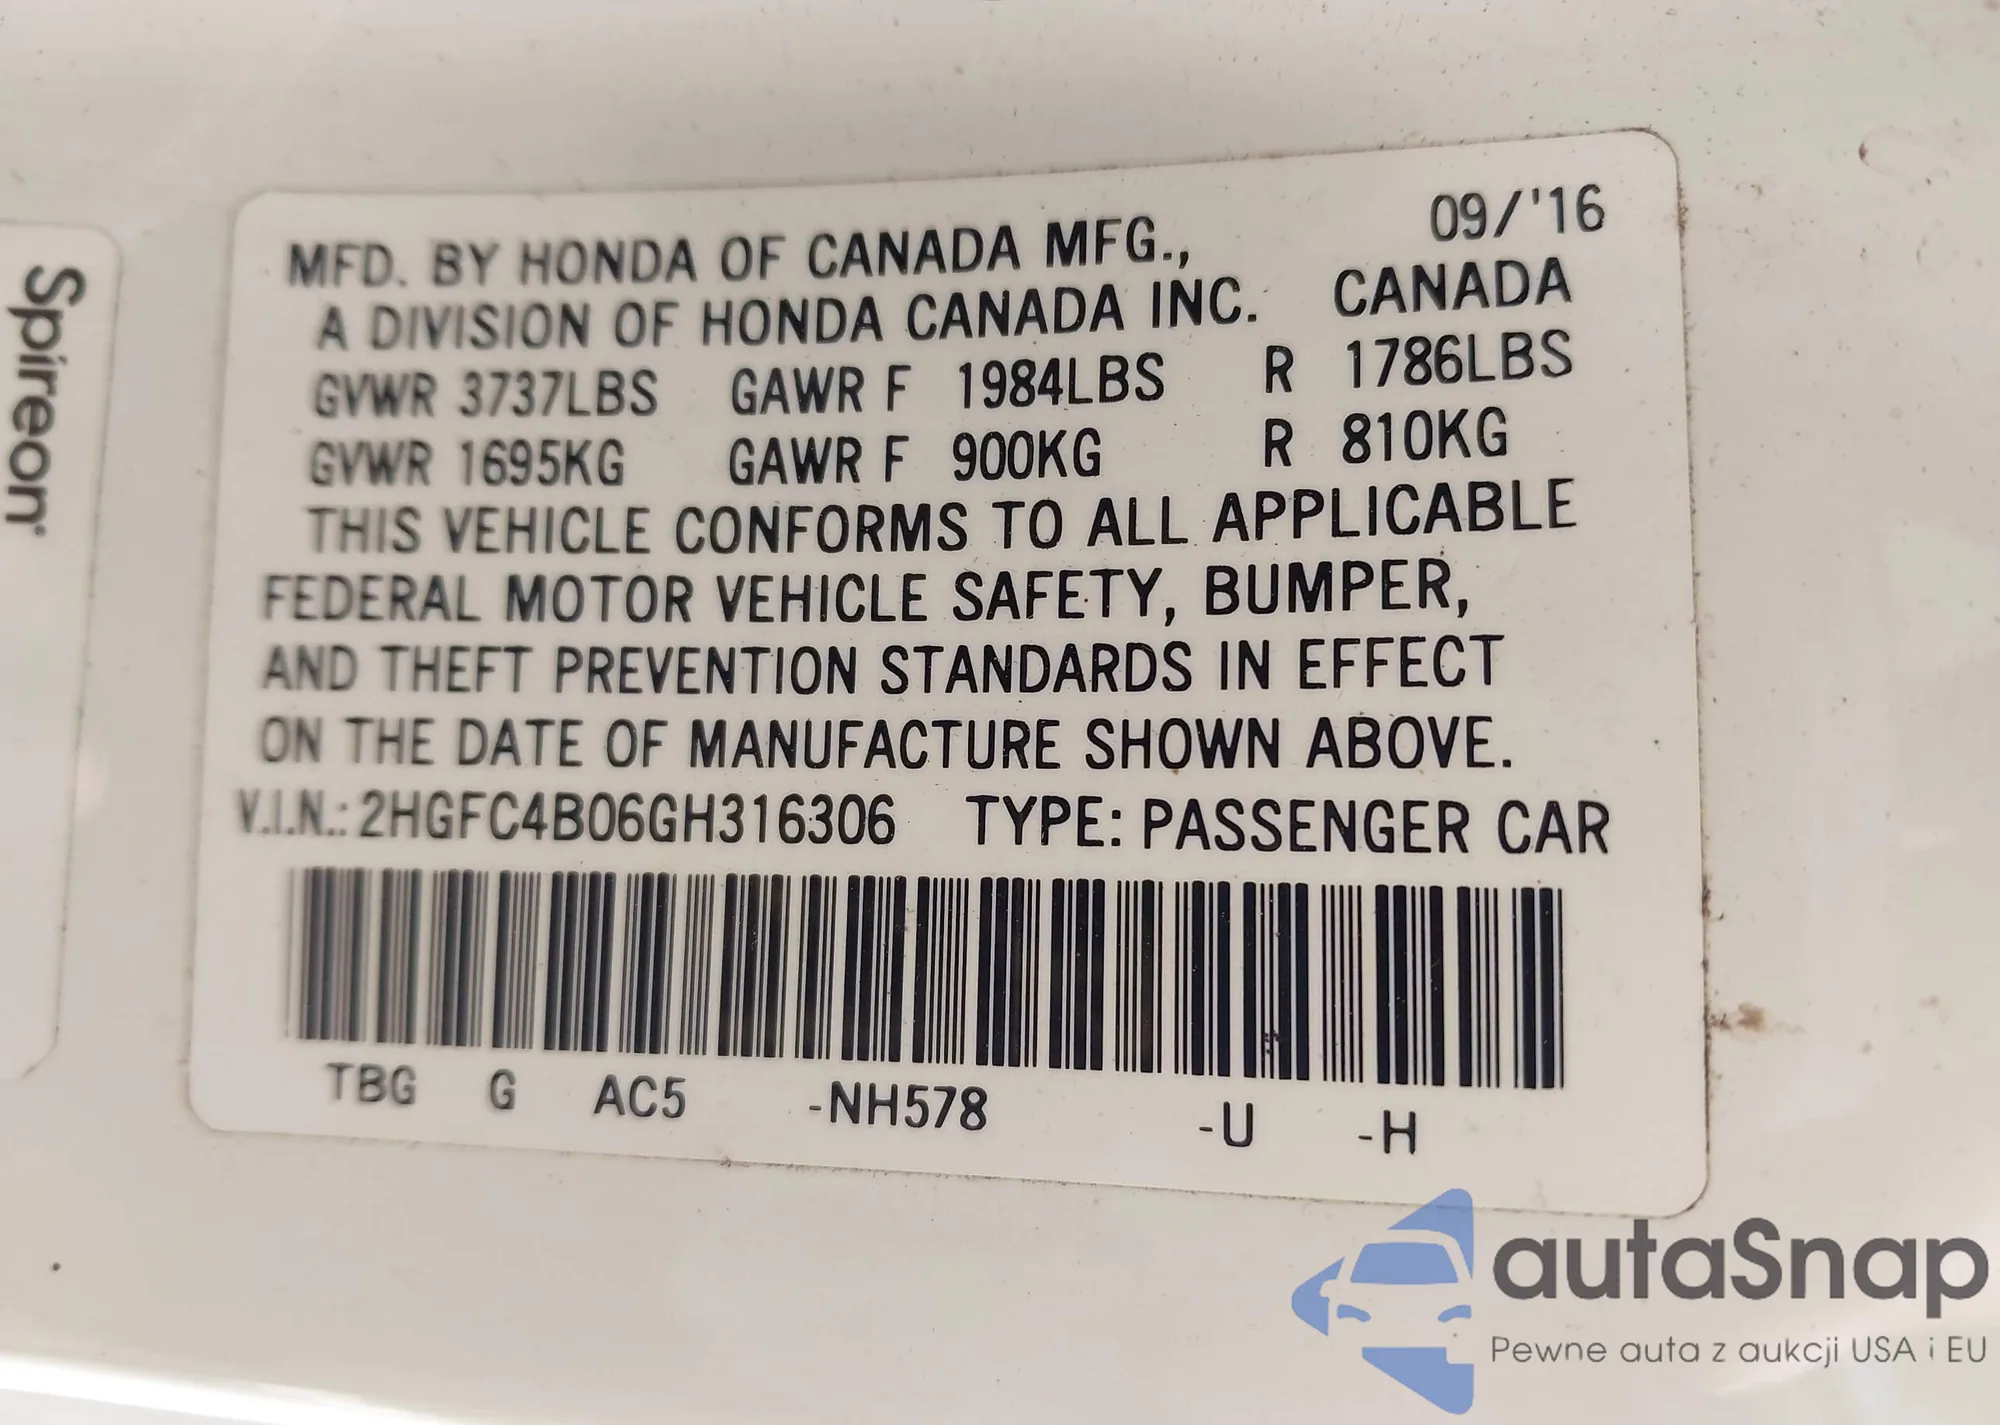 Spireon
09/'16
MFD. BY HONDA OF CANADA MFG.,
A DIVISION OF HONDA CANADA INC. CANADA
GVWR 3737LBS GAWR F 1984LBS R 1786LBS
GVWR 1695KG GAWR F 900KG R 810KG
THIS VEHICLE CONFORMS TO ALL APPLICABLE
FEDERAL MOTOR VEHICLE SAFETY, BUMPER,
AND THEFT PREVENTION STANDARDS IN EFFECT
ON THE DATE OF MANUFACTURE SHOWN ABOVE.
V.I.N.: 2HGFC4B06GH316306 TYPE: PASSENGER CAR
TBG G AC5 -NH578 -U -H
autaSnap
Pewne auta z aukcji USA i EU